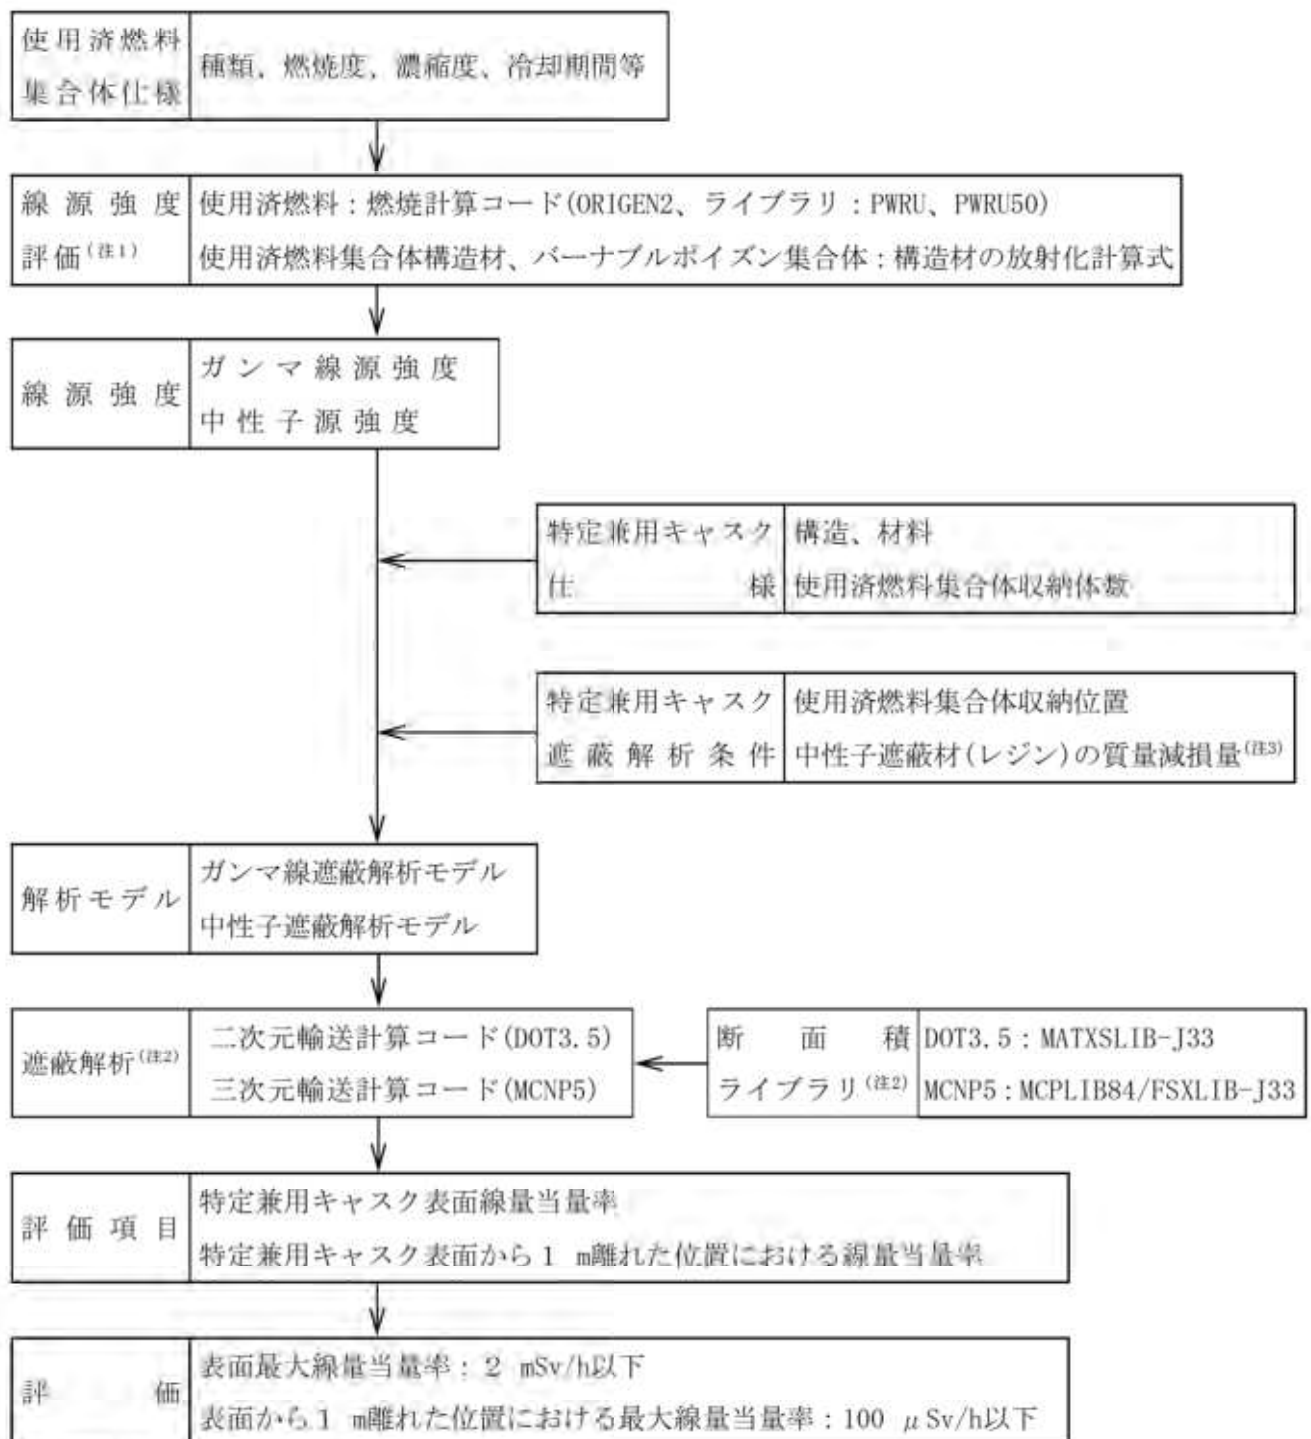 使用済燃料
集合体仕様
種類、燃焼度、濃縮度、冷却期間等
線源強度
評価(注1)
使用済燃料:燃焼計算コード(ORIGEN2、ライブラリ:PWRU、PWRU50)
使用済燃料集合体構造材、バーナブルポイズン集合体:構造材の放射化計算式
線源強度
ガンマ線源強度
中性子源強度
特定兼用キャスク
仕様
構造、材料
使用済燃料集合体収納体数
特定兼用キャスク
遮蔽解析条件
使用済燃料集合体収納位置
中性子遮蔽材(レジン)の質量減損量(注3)
解析モデル
ガンマ線遮蔽解析モデル
中性子遮蔽解析モデル
遮蔽解析(注2)
二次元輸送計算コード(DOT3.5)
三次元輸送計算コード(MCNP5)
断面積
ライブラリ(注2)
DOT3.5:MATXSLIB-J33
MCNP5:MCPLIB84/FSXLIB-J33
評価項目
特定兼用キャスク表面線量当量率
特定兼用キャスク表面から1 m離れた位置における線量当量率
評価
表面最大線量当量率:2 mSv/h以下
表面から1 m離れた位置における最大線量当量率:100 μSv/h以下